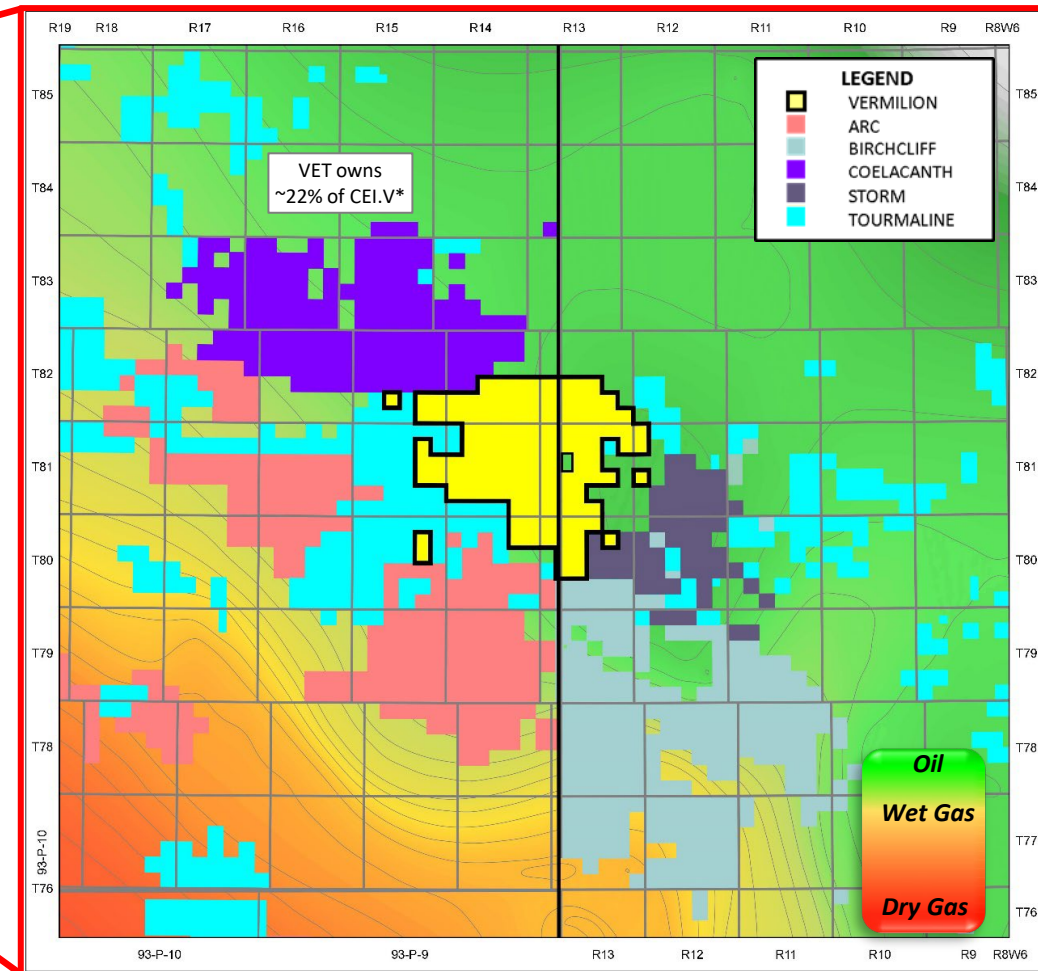 R19 R18 R17 R16 R15 R14 R13 R12 R11 R10 R9 R8W6
LEGEND
VERMILION
ARC
BIRCHCLIFF
COELACANTH
STORM
TOURMALINE
VET owns
~22% of CEI.V*
T85 T85
T84 T84
T83 T83
T82 T82
T81 T81
T80 T80
T79 T79
T78 T78
T77
93-P-10
T76 T76
Oil
Wet Gas
Dry Gas
93-P-10 93-P-9 R13 R12 R11 R10 R9 R8W6